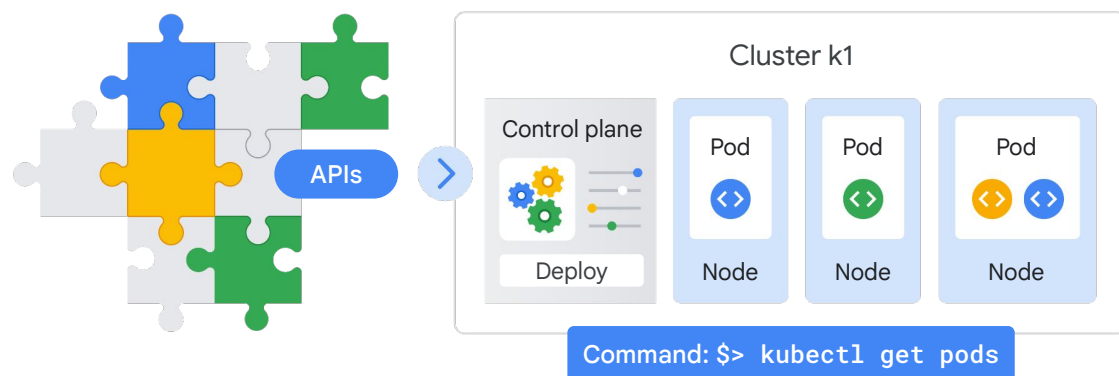 Cluster k1
APIs
Control plane
Deploy
Pod
<>
Node
Pod
<>
Node
Pod
<> <>
Node
Command: $> kubectl get pods